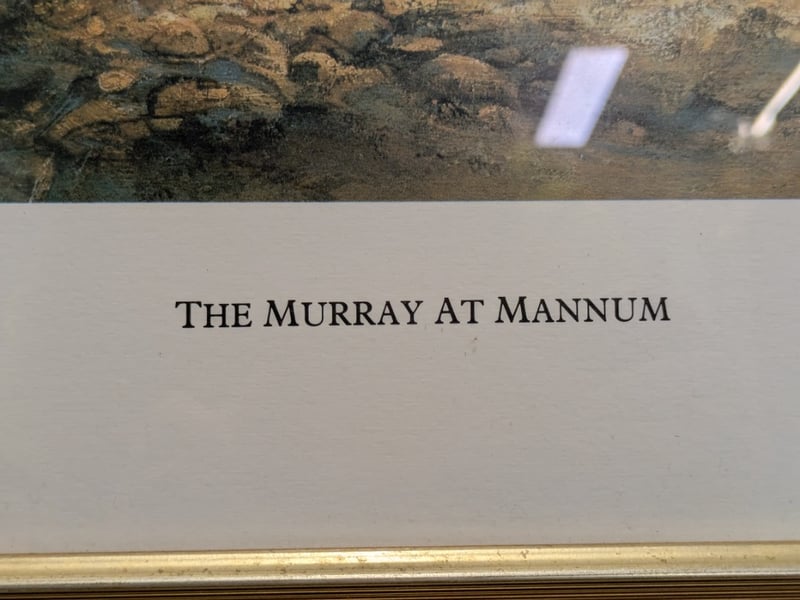 THE MURRAY AT MANNUM